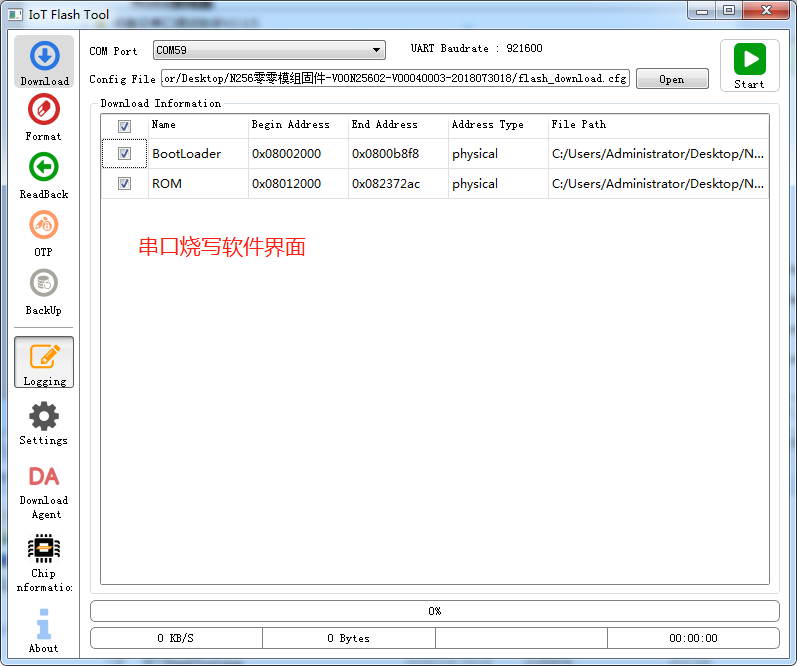 IoT Flash Tool
COM Port COM59 UART Baudrate : 921600
Config File or/Desktop/N256零零模组固件-V00N25602-V00040003-2018073018/flash_download.cfg Open
Start
Download
Format
ReadBack
OTP
BackUp
Logging
Settings
DA
Download
Agent
Chip
nformatio
About
Download Information
Name Begin Address End Address Address Type File Path
BootLoader 0x08002000 0x0800b8f8 physical C:/Users/Administrator/Desktop/N...
ROM 0x08012000 0x082372ac physical C:/Users/Administrator/Desktop/N...
串口烧写软件界面
0%
0 KB/S 0 Bytes 00:00:00